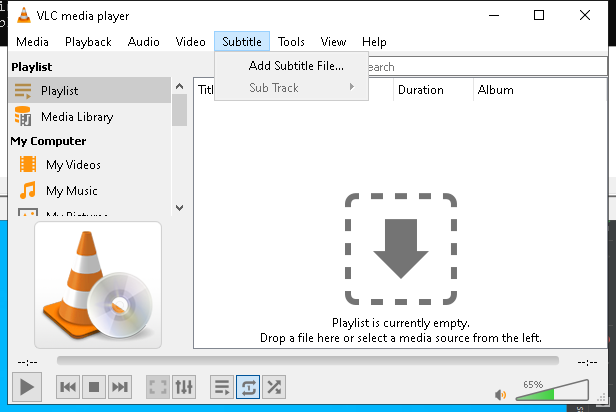 VLC media player
Media Playback Audio Video Subtitle Tools View Help
Playlist
Add Subtitle File...
Sub Track
Playlist
Duration
Album
Media Library
My Computer
My Videos
My Music
Playlist is currently empty.
Drop a file here or select a media source from the left.
--:--
--:--
65%